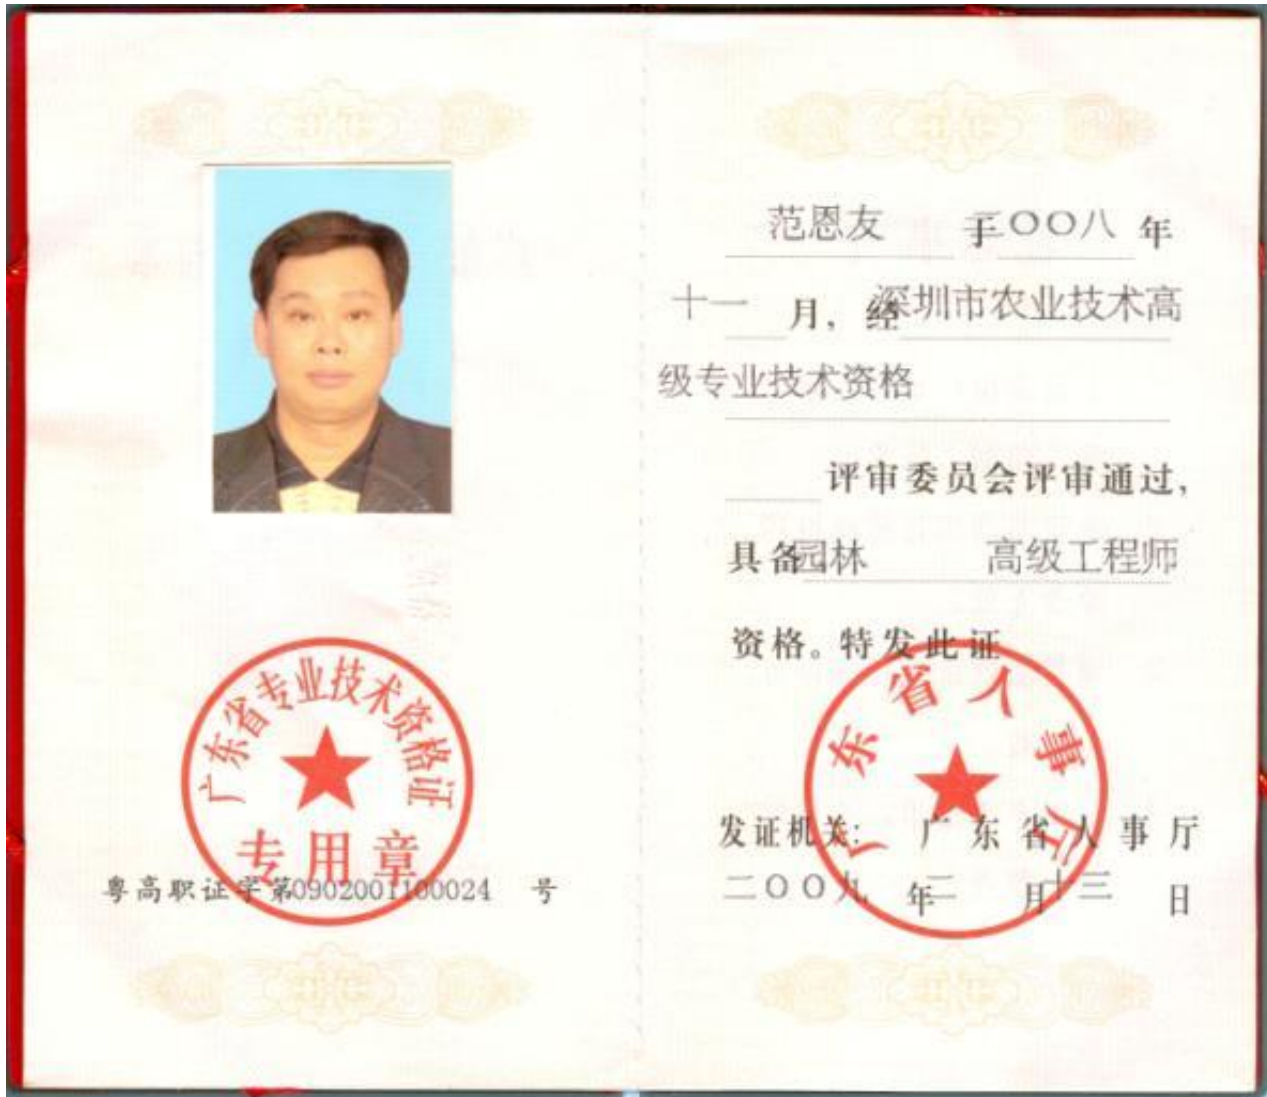 广东省专业技术资格证
专用章
粤高职证字第0902001100024 号
范恩友 于二〇〇八 年
十一 月，经深圳市农业技术高
级专业技术资格
评审委员会评审通过，
具备园林 高级工程师
资格。特发此证
广东省人事厅
发证机关: 广东省人事厅
二〇〇九 年二 月十三 日